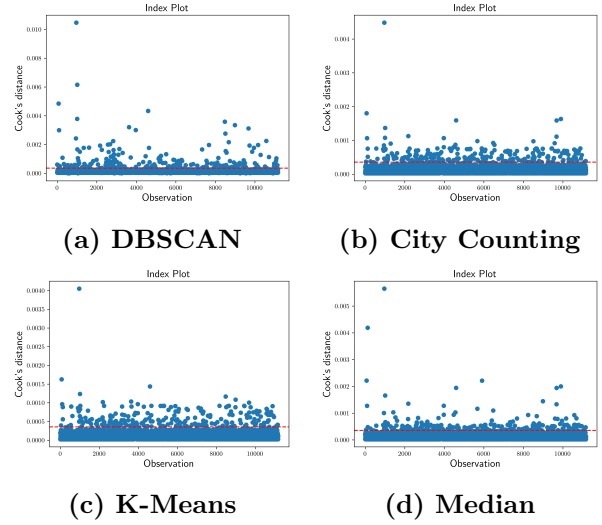 Index Plot
Cook's distance
0.010
0.008
0.006
0.004
0.002
0.000
0 2000 4000 6000 8000 10000
Observation
(a) DBSCAN
Index Plot
Cook's distance
0.004
0.003
0.002
0.001
0.000
0 2000 4000 6000 8000 10000
Observation
(b) City Counting
Index Plot
Cook's distance
0.0040
0.0035
0.0030
0.0025
0.0020
0.0015
0.0010
0.0005
0.0000
0 2000 4000 6000 8000 10000
Observation
(c) K-Means
Index Plot
Cook's distance
0.005
0.004
0.003
0.002
0.001
0.000
0 2000 4000 6000 8000 10000
Observation
(d) Median